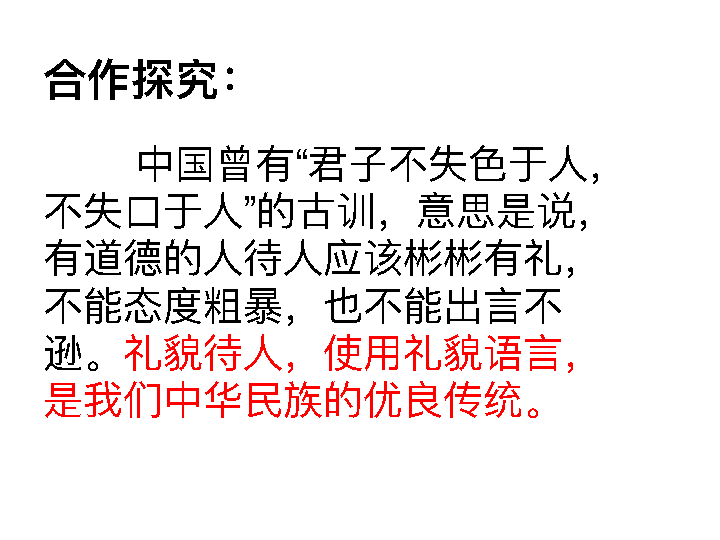 合作探究：
中国曾有“君子不失色于人，
不失口于人”的古训，意思是说，
有道德的人待人应该彬彬有礼，
不能态度粗暴，也不能出言不
逊。礼貌待人，使用礼貌语言，
是我们中华民族的优良传统。